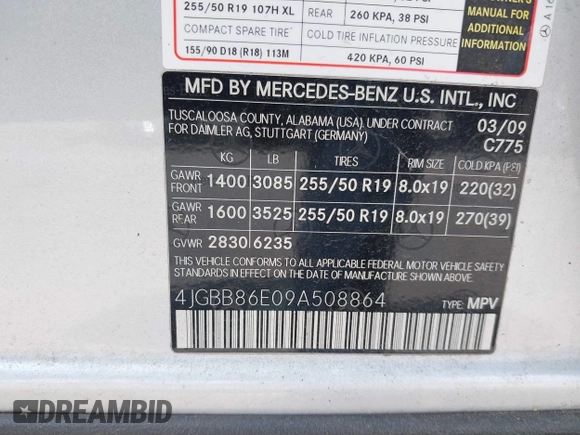 255/50 R19 107H XL REAR 260 KPA, 38 PSI
COMPACT SPARE TIRE COLD TIRE INFLATION PRESSURE
155/90 D18 (R18) 113M 420 KPA, 60 PSI
MANUAL FOR
ADDITIONAL
INFORMATION
MFD BY MERCEDES-BENZ U.S. INTL., INC
TUSCALOOSA COUNTY, ALABAMA (USA), UNDER CONTRACT 03/09
FOR DAIMLER AG, STUTTGART (GERMANY) C775
KG LB TIRES RIM SIZE COLD KPA (PSI)
GAWR FRONT 1400 3085 255/50 R19 8.0x19 220(32)
GAWR REAR 1600 3525 255/50 R19 8.0x19 270(39)
GVWR 2830 6235
THIS VEHICLE CONFORMS TO ALL APPLICABLE FEDERAL MOTOR VEHICLE SAFETY
STANDARDS IN EFFECT ON THE DATE OF MANUFACTURE SHOWN ABOVE.
4JGBB86E09A508864 TYPE: MPV
DREAMBID